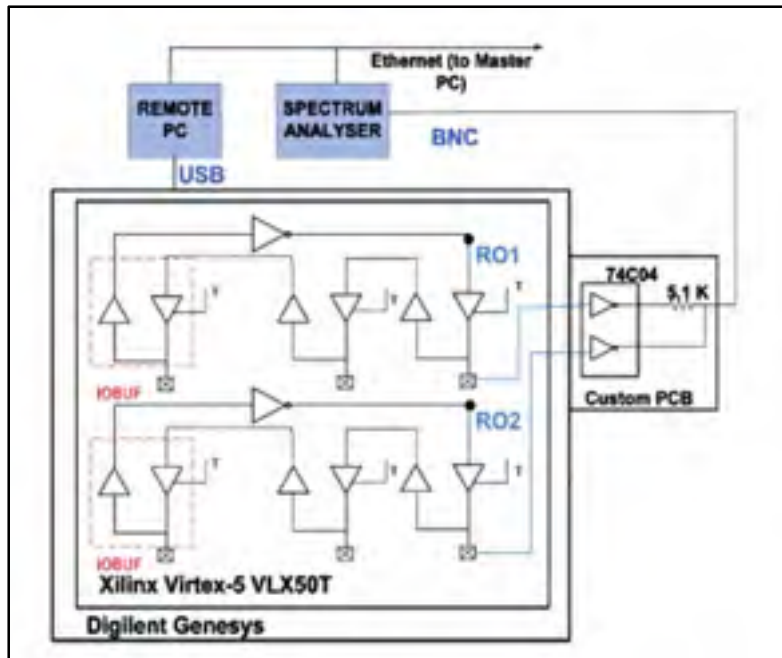 Ethernet (to Master
PC)
REMOTE
PC
SPECTRUM
ANALYSER
BNC
USB
RO1
74C04
5,1 K
T
T
T
IOBUF
Custom PCB
RO2
T
T
T
IOBUF
Xilinx Virtex-5 VLX50T
Digilent Genesys